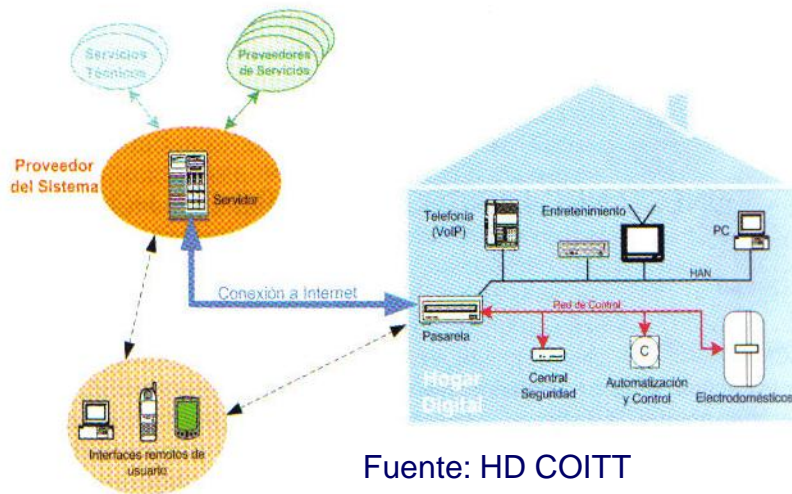 Servicios
Técnicos
Proveedores
de Servicios
Proveedor
del Sistema
Servidor
Conexión a Internet
Interfaces remotos de
usuario
Telefonía
(VoIP)
Entretenimiento
PC
HAN
Red de Control
Pasarela
Hogar
Digital
Central
Seguridad
C
Automatización
y Control
Electrodomésticos
Fuente: HD COITT